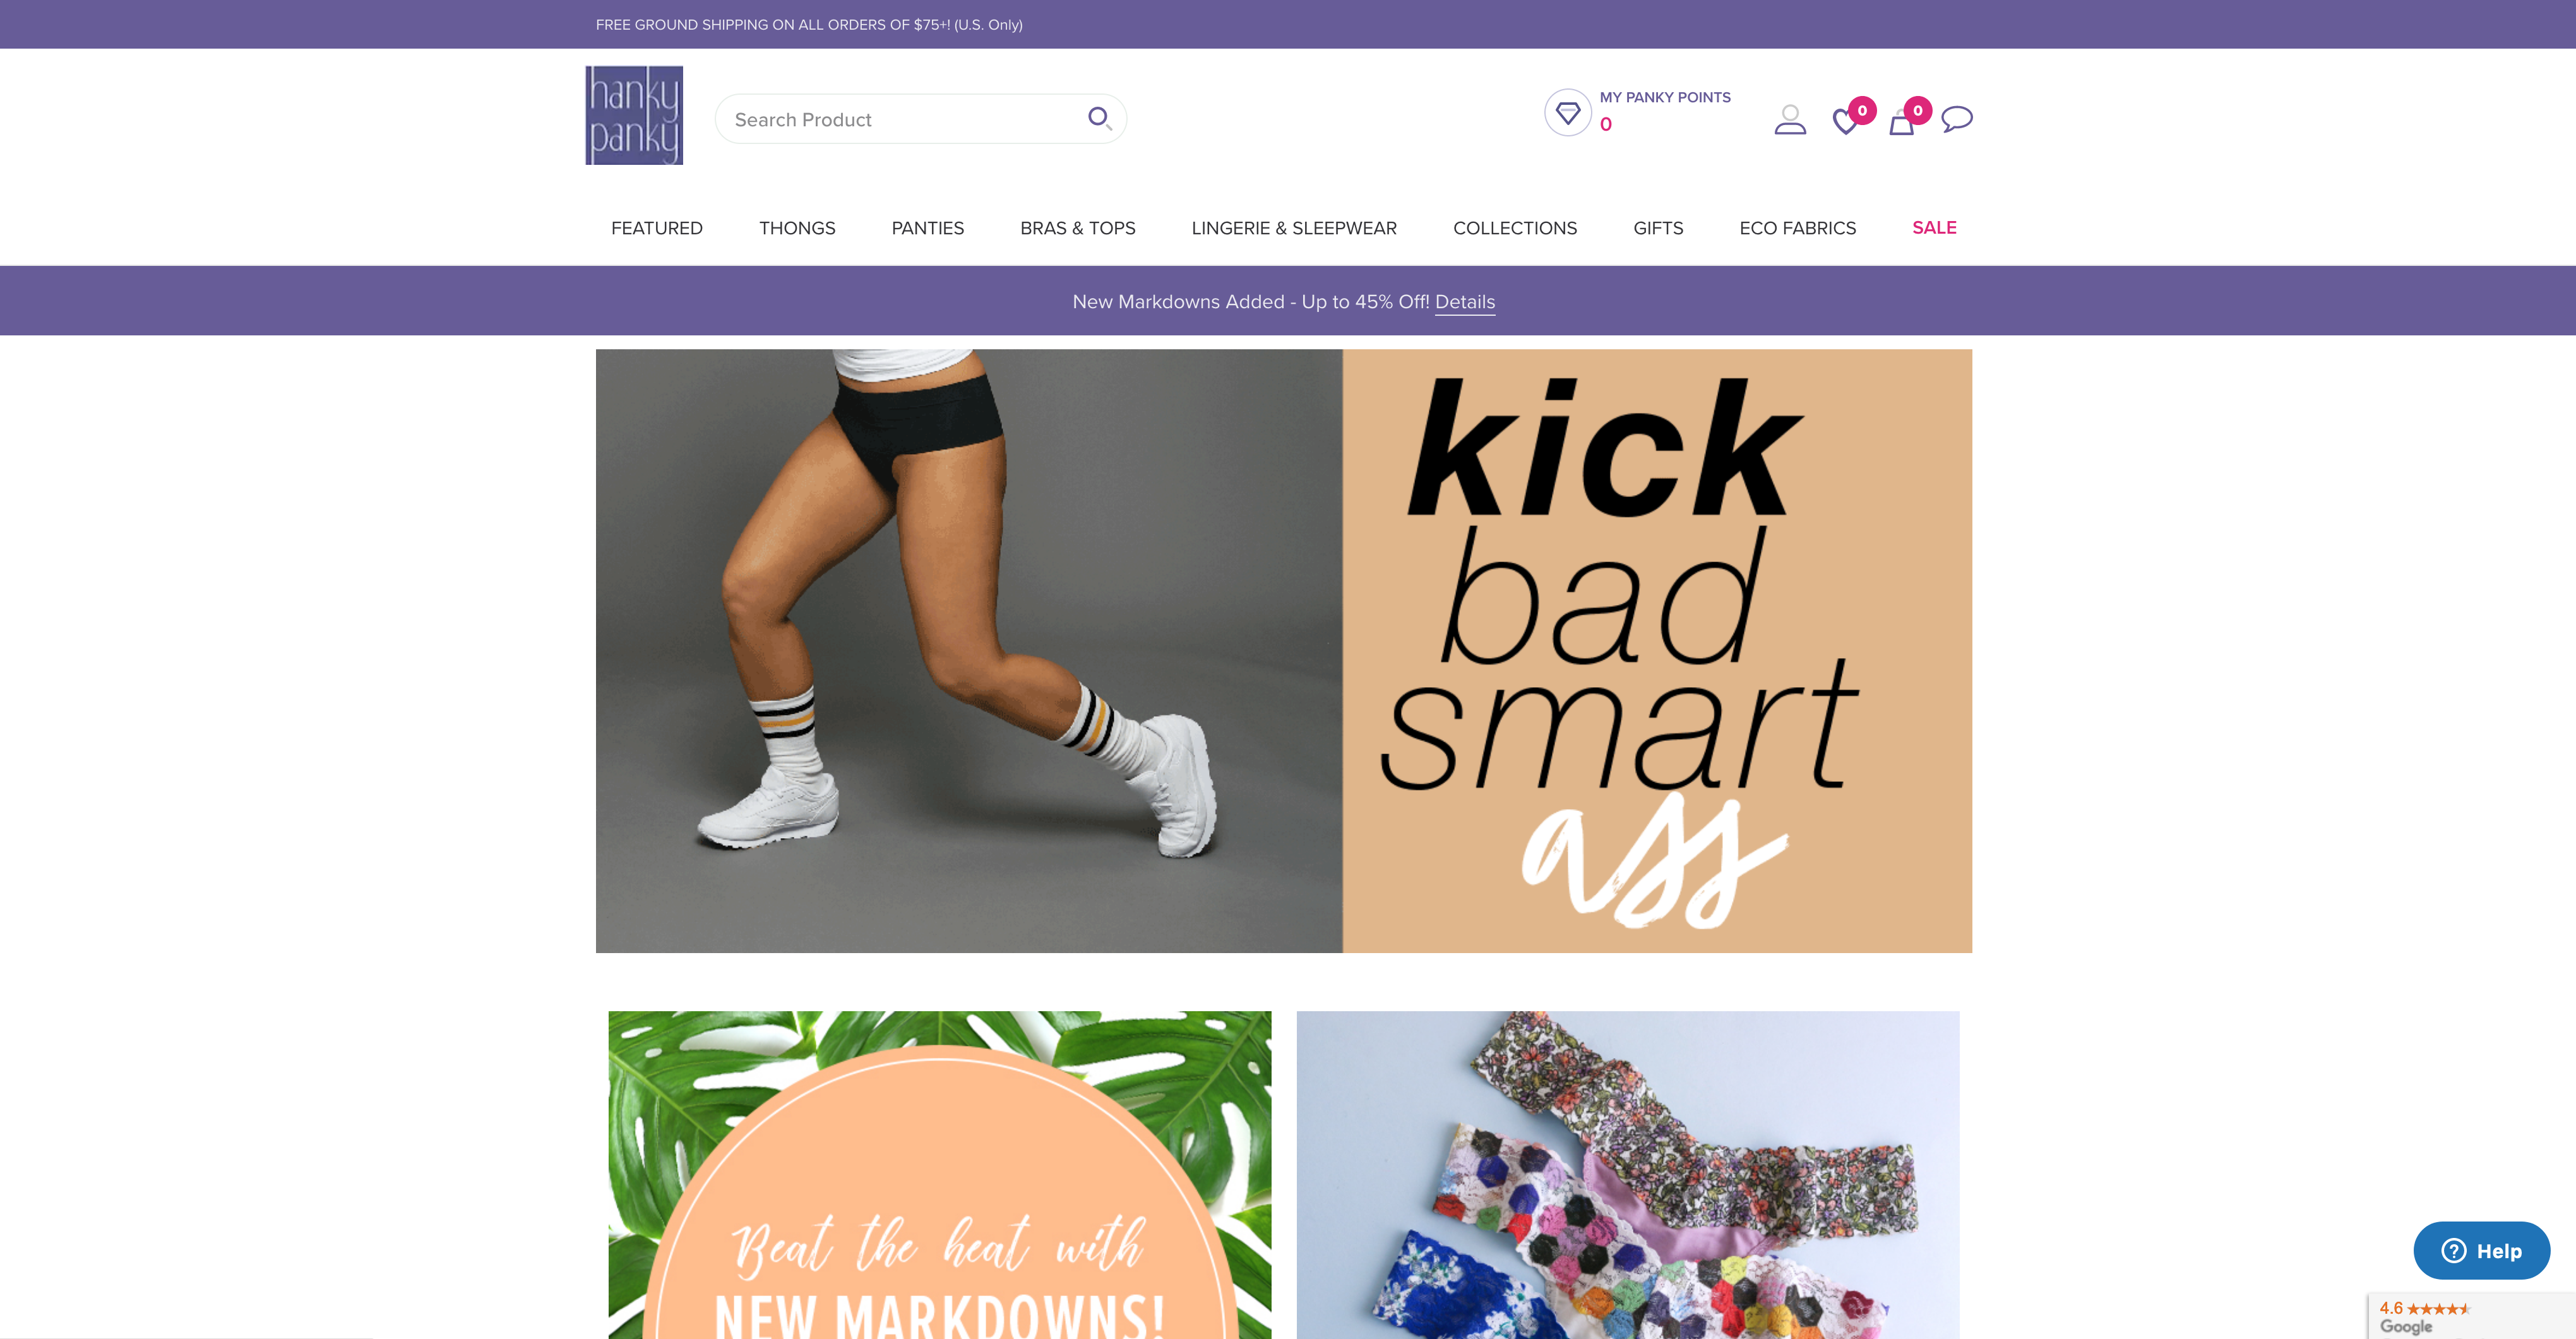 FREE GROUND SHIPPING ON ALL ORDERS OF $75+! (U.S. Only)
hanky
panky
Search Product
MY PANKY POINTS
0
0
0
FEATURED THONGS PANTIES BRAS & TOPS LINGERIE & SLEEPWEAR COLLECTIONS GIFTS ECO FABRICS SALE
New Markdowns Added - Up to 45% Off! Details
kick
bad
smart
ass
Beat the heat with
NEW MARKDOWNS!
? Help
4.6
Google